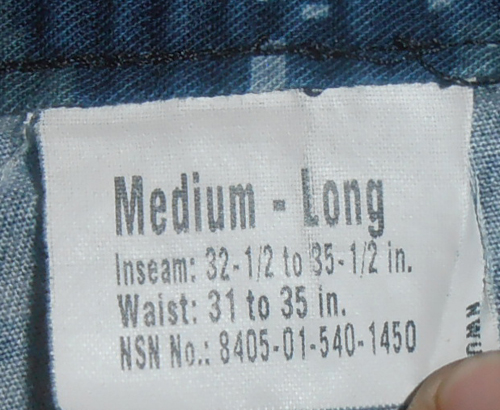 Medium - Long
Inseam: 32-1/2 to 35-1/2 in.
Waist: 31 to 35 in.
NSN No.: 8405-01-540-1450
NWU